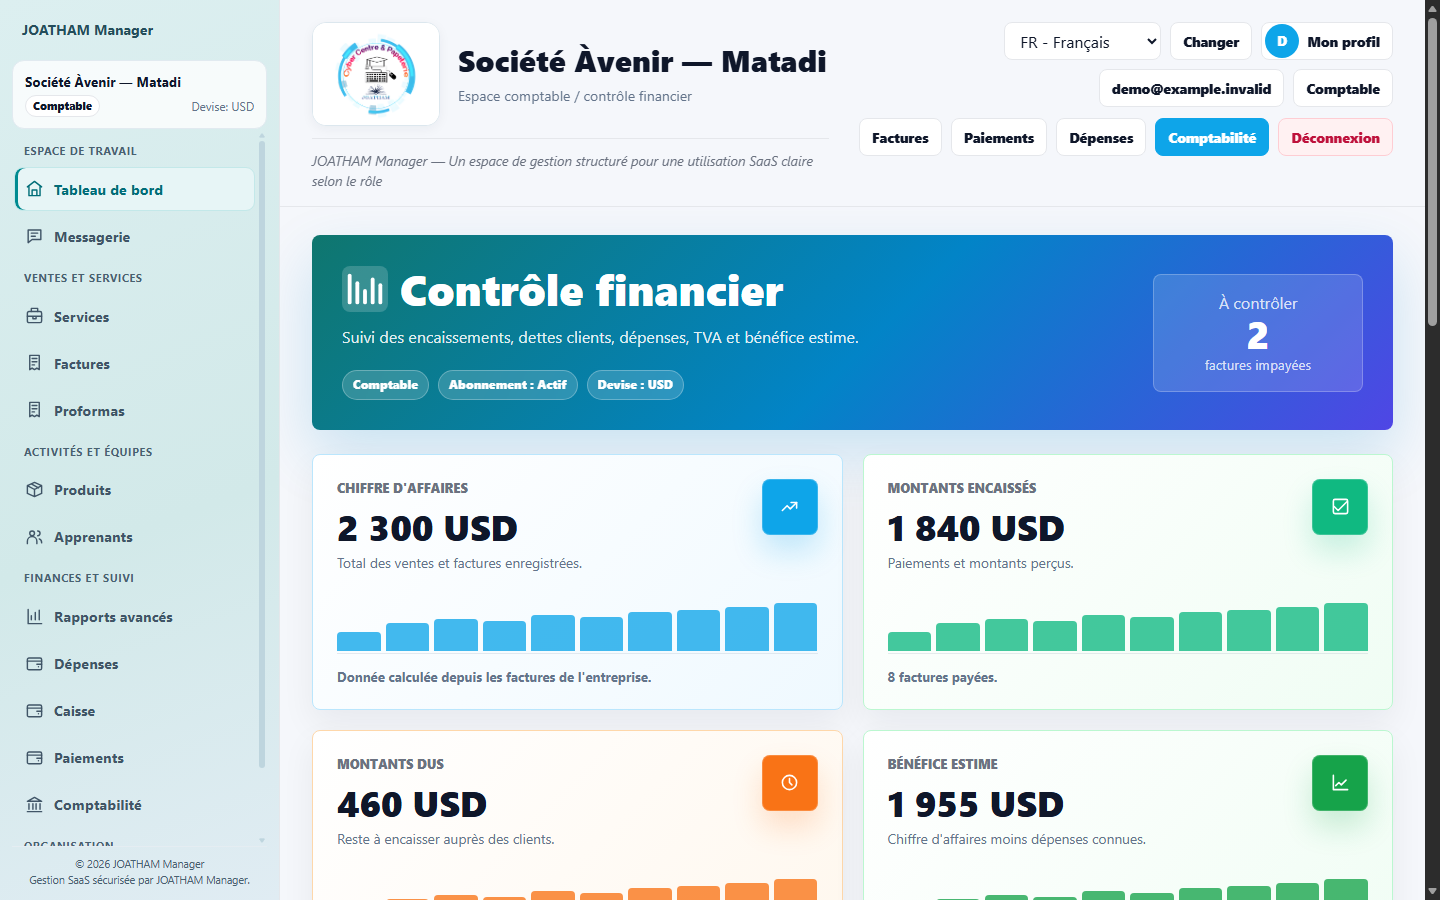 JOATHAM Manager
Société Àvenir — Matadi
Comptable
Devise: USD
ESPACE DE TRAVAIL
Tableau de bord
Messagerie
VENTES ET SERVICES
Services
Factures
Proformas
ACTIVITÉS ET ÉQUIPES
Produits
Apprenants
FINANCES ET SUIVI
Rapports avancés
Dépenses
Caisse
Paiements
Comptabilité
ORGANISATION
© 2026 JOATHAM Manager
Gestion SaaS sécurisée par JOATHAM Manager.
Cyber Centre & Papeterie
JOATHAM
Société Àvenir — Matadi
Espace comptable / contrôle financier
JOATHAM Manager — Un espace de gestion structuré pour une utilisation SaaS claire
selon le rôle
FR - Français
Changer
D
Mon profil
demo@example.invalid
Comptable
Factures
Paiements
Dépenses
Comptabilité
Déconnexion
Contrôle financier
Suivi des encaissements, dettes clients, dépenses, TVA et bénéfice estime.
Comptable
Abonnement : Actif
Devise : USD
À contrôler
2
factures impayées
CHIFFRE D'AFFAIRES
2 300 USD
Total des ventes et factures enregistrées.
Donnée calculée depuis les factures de l'entreprise.
MONTANTS ENCAISSÉS
1 840 USD
Paiements et montants perçus.
8 factures payées.
MONTANTS DUS
460 USD
Reste à encaisser auprès des clients.
BÉNÉFICE ESTIME
1 955 USD
Chiffre d'affaires moins dépenses connues.